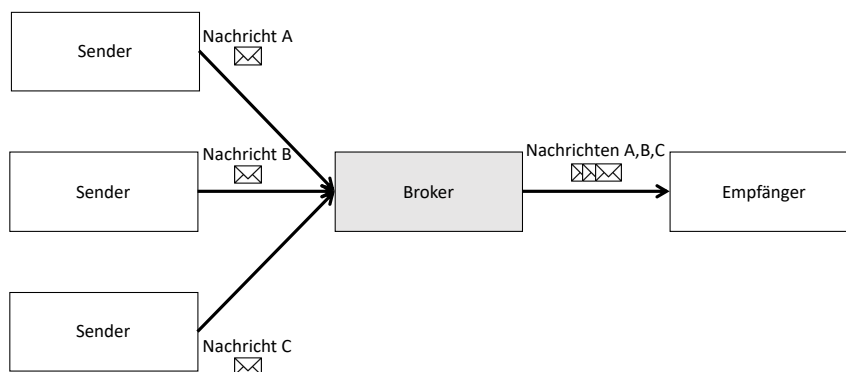 Sender
Nachricht A
Sender
Nachricht B
Broker
Nachrichten A,B,C
Empfänger
Sender
Nachricht C